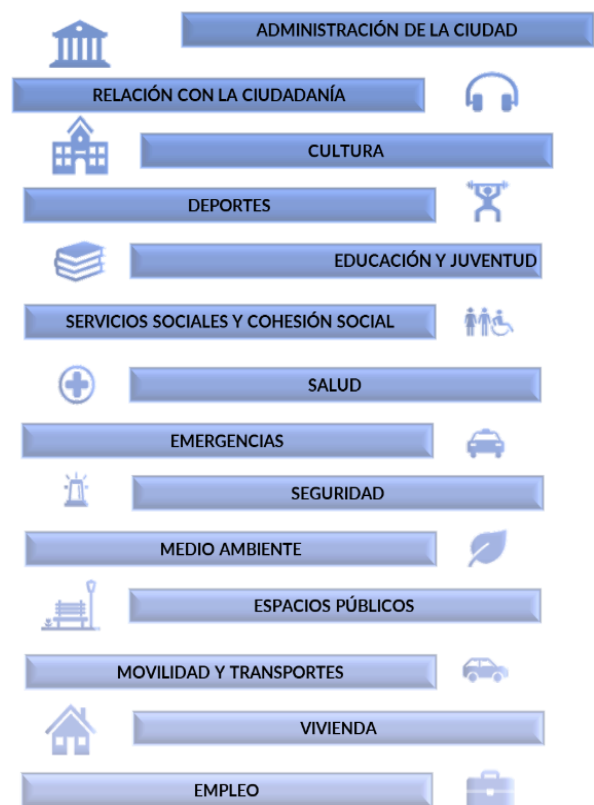 ADMINISTRACIÓN DE LA CIUDAD
RELACIÓN CON LA CIUDADANÍA
CULTURA
DEPORTES
EDUCACIÓN Y JUVENTUD
SERVICIOS SOCIALES Y COHESIÓN SOCIAL
SALUD
EMERGENCIAS
SEGURIDAD
MEDIO AMBIENTE
ESPACIOS PÚBLICOS
MOVILIDAD Y TRANSPORTES
VIVIENDA
EMPLEO